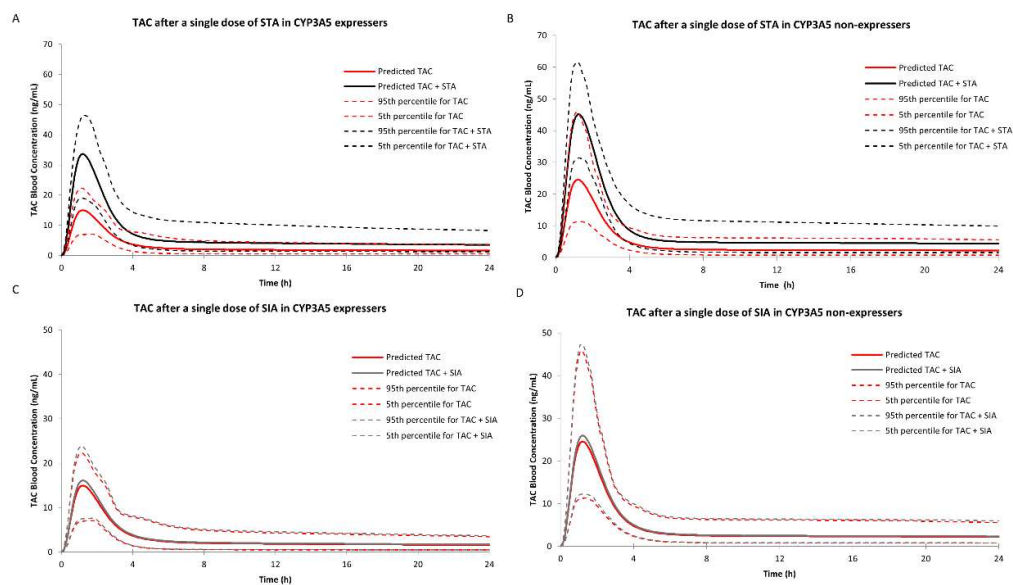 A
TAC after a single dose of STA in CYP3A5 expressers
70
60
50
40
30
20
10
0
TAC Blood Concentration (ng/mL)
0
4
8
12
16
20
24
Time (h)
Predicted TAC
Predicted TAC + STA
95th percentile for TAC
5th percentile for TAC
95th percentile for TAC + STA
5th percentile for TAC + STA
B
TAC after a single dose of STA in CYP3A5 non-expressers
70
60
50
40
30
20
10
0
TAC Blood Concentration (ng/mL)
0
4
8
12
16
20
24
Time (h)
Predicted TAC
Predicted TAC + STA
95th percentile for TAC
5th percentile for TAC
95th percentile for TAC + STA
5th percentile for TAC + STA
C
TAC after a single dose of SIA in CYP3A5 expressers
50
40
30
20
10
0
TAC Blood Concentration (ng/mL)
0
4
8
12
16
20
24
Time (h)
Predicted TAC
Predicted TAC + SIA
95th percentile for TAC
5th percentile for TAC
95th percentile for TAC + SIA
5th percentile for TAC + SIA
D
TAC after a single dose of SIA in CYP3A5 non-expressers
50
40
30
20
10
0
TAC Blood Concentration (ng/mL)
0
4
8
12
16
20
24
Time (h)
Predicted TAC
Predicted TAC + SIA
95th percentile for TAC
5th percentile for TAC
95th percentile for TAC + SIA
5th percentile for TAC + SIA